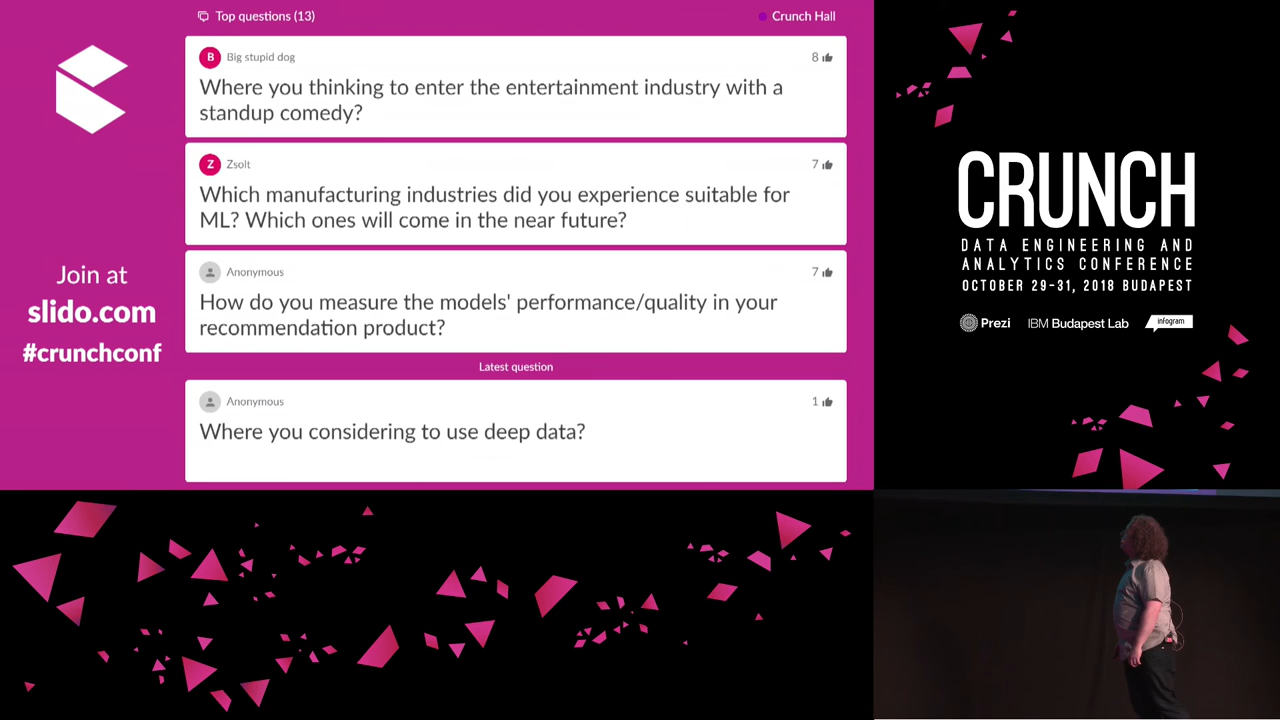 Top questions (13)
Crunch Hall
B Big stupid dog 8
Where you thinking to enter the entertainment industry with a
standup comedy?
Z Zsolt 7
Which manufacturing industries did you experience suitable for
ML? Which ones will come in the near future?
Anonymous 7
How do you measure the models' performance/quality in your
recommendation product?
Latest question
Anonymous 1
Where you considering to use deep data?
Join at
slido.com
#crunchconf
CRUNCH
DATA ENGINEERING AND
ANALYTICS CONFERENCE
OCTOBER 29-31, 2018 BUDAPEST
Prezi IBM Budapest Lab infogram